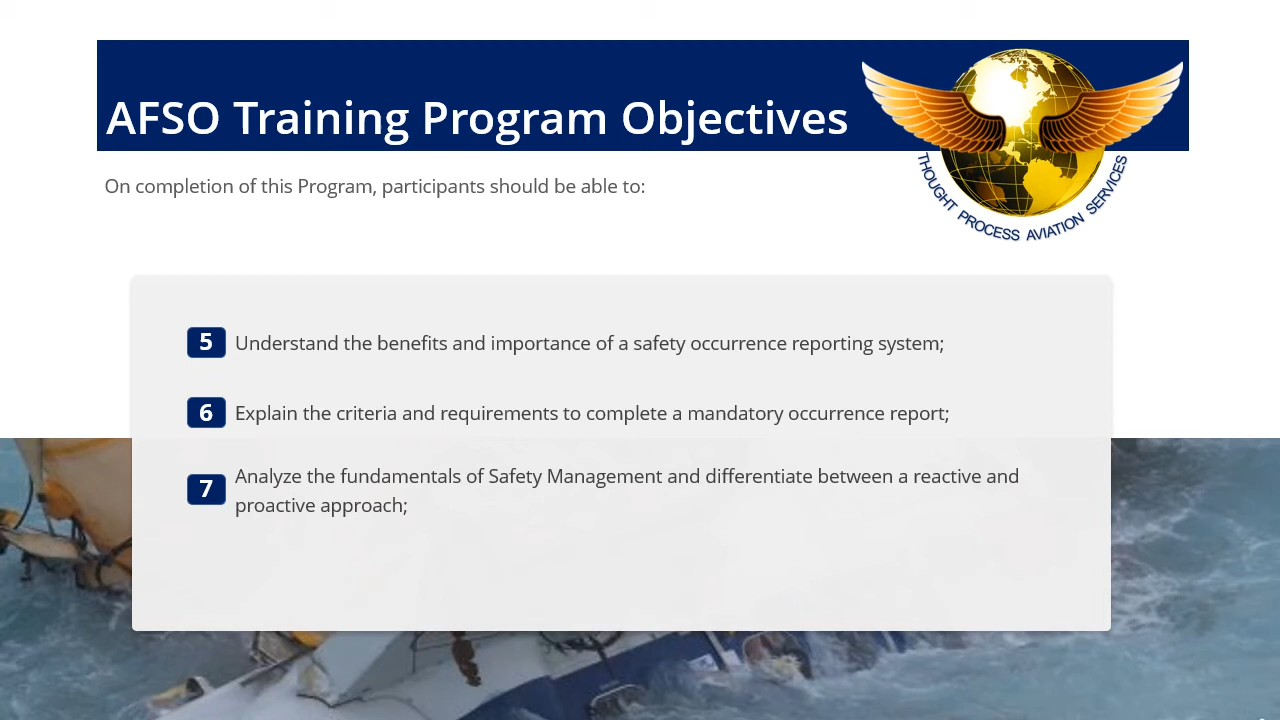 AFSO Training Program Objectives
On completion of this Program, participants should be able to:
THOUGHT PROCESS AVIATION SERVICES
5 Understand the benefits and importance of a safety occurrence reporting system;
6 Explain the criteria and requirements to complete a mandatory occurrence report;
7 Analyze the fundamentals of Safety Management and differentiate between a reactive and
proactive approach;